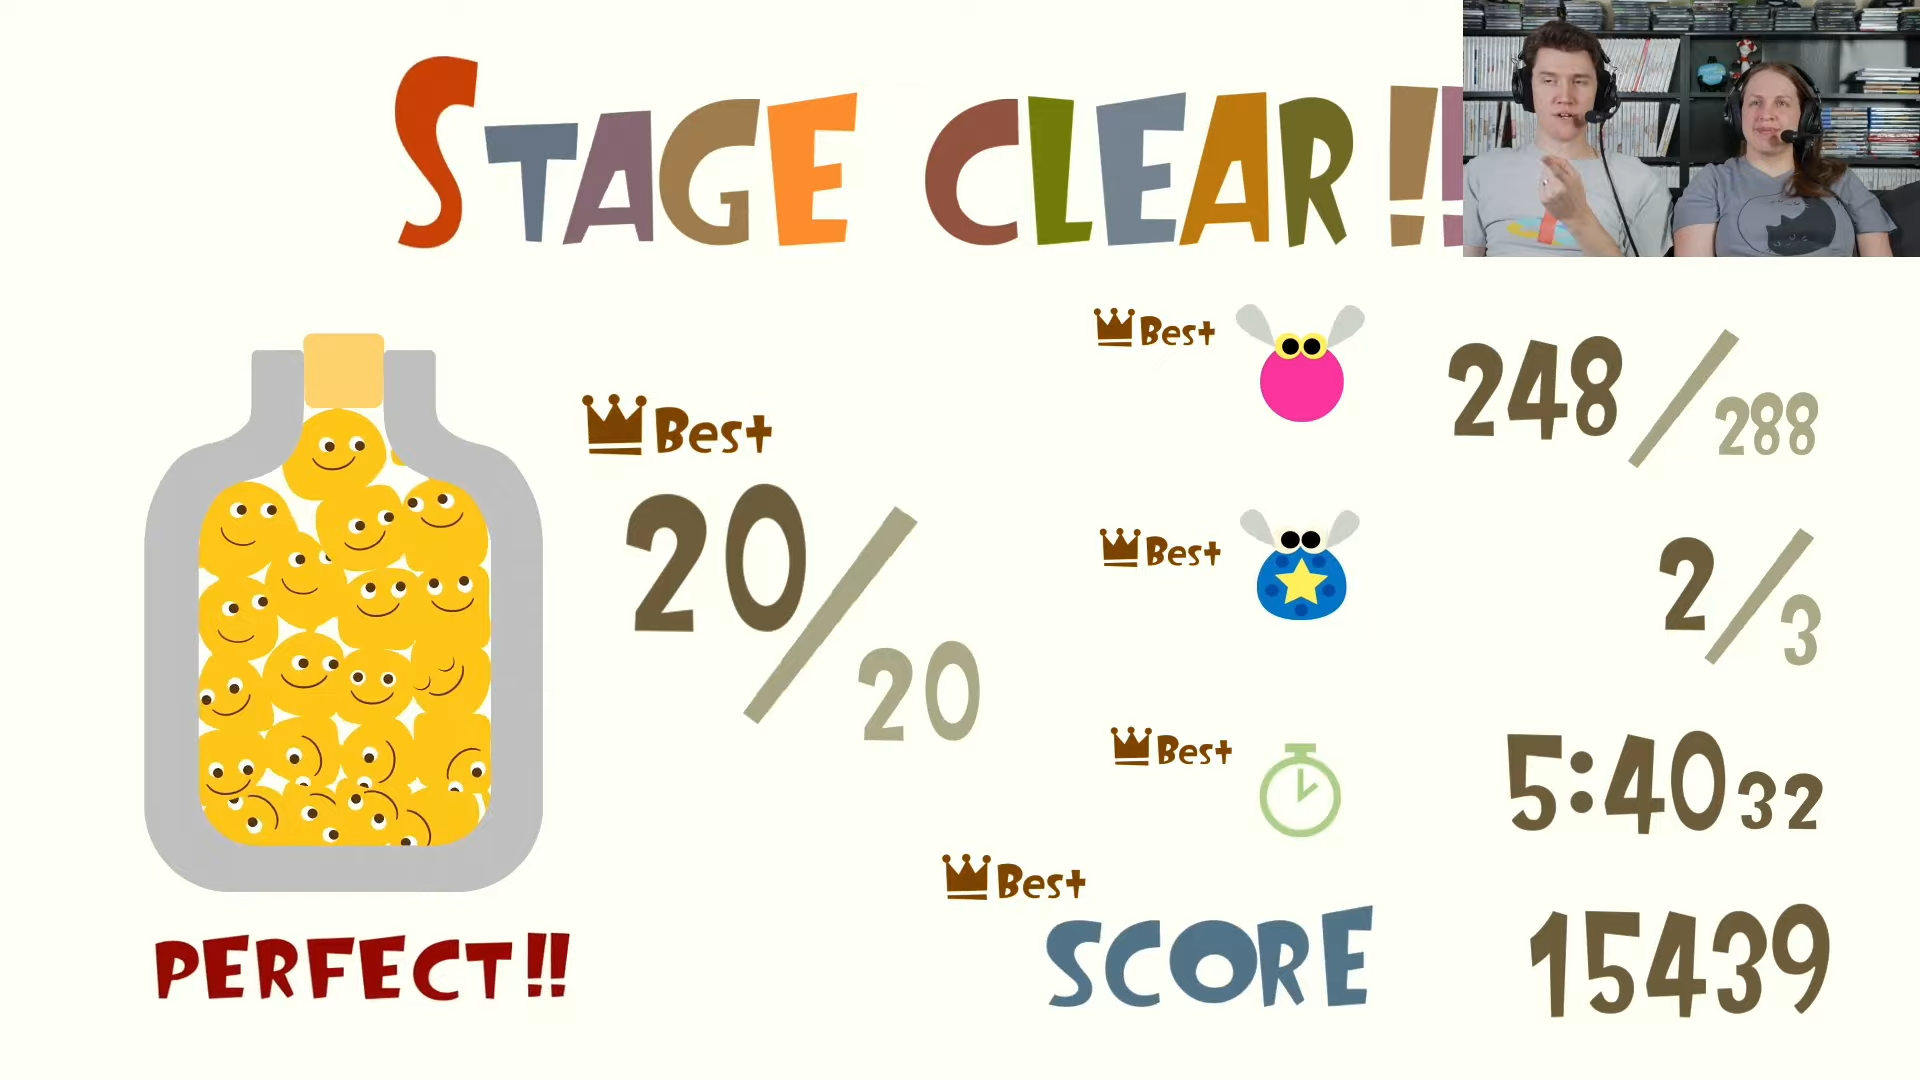 STAGE CLEAR!!
Best
248/288
Best
20/20
Best
2/3
Best
5:40 32
Best
PERFECT!!
SCORE
15439